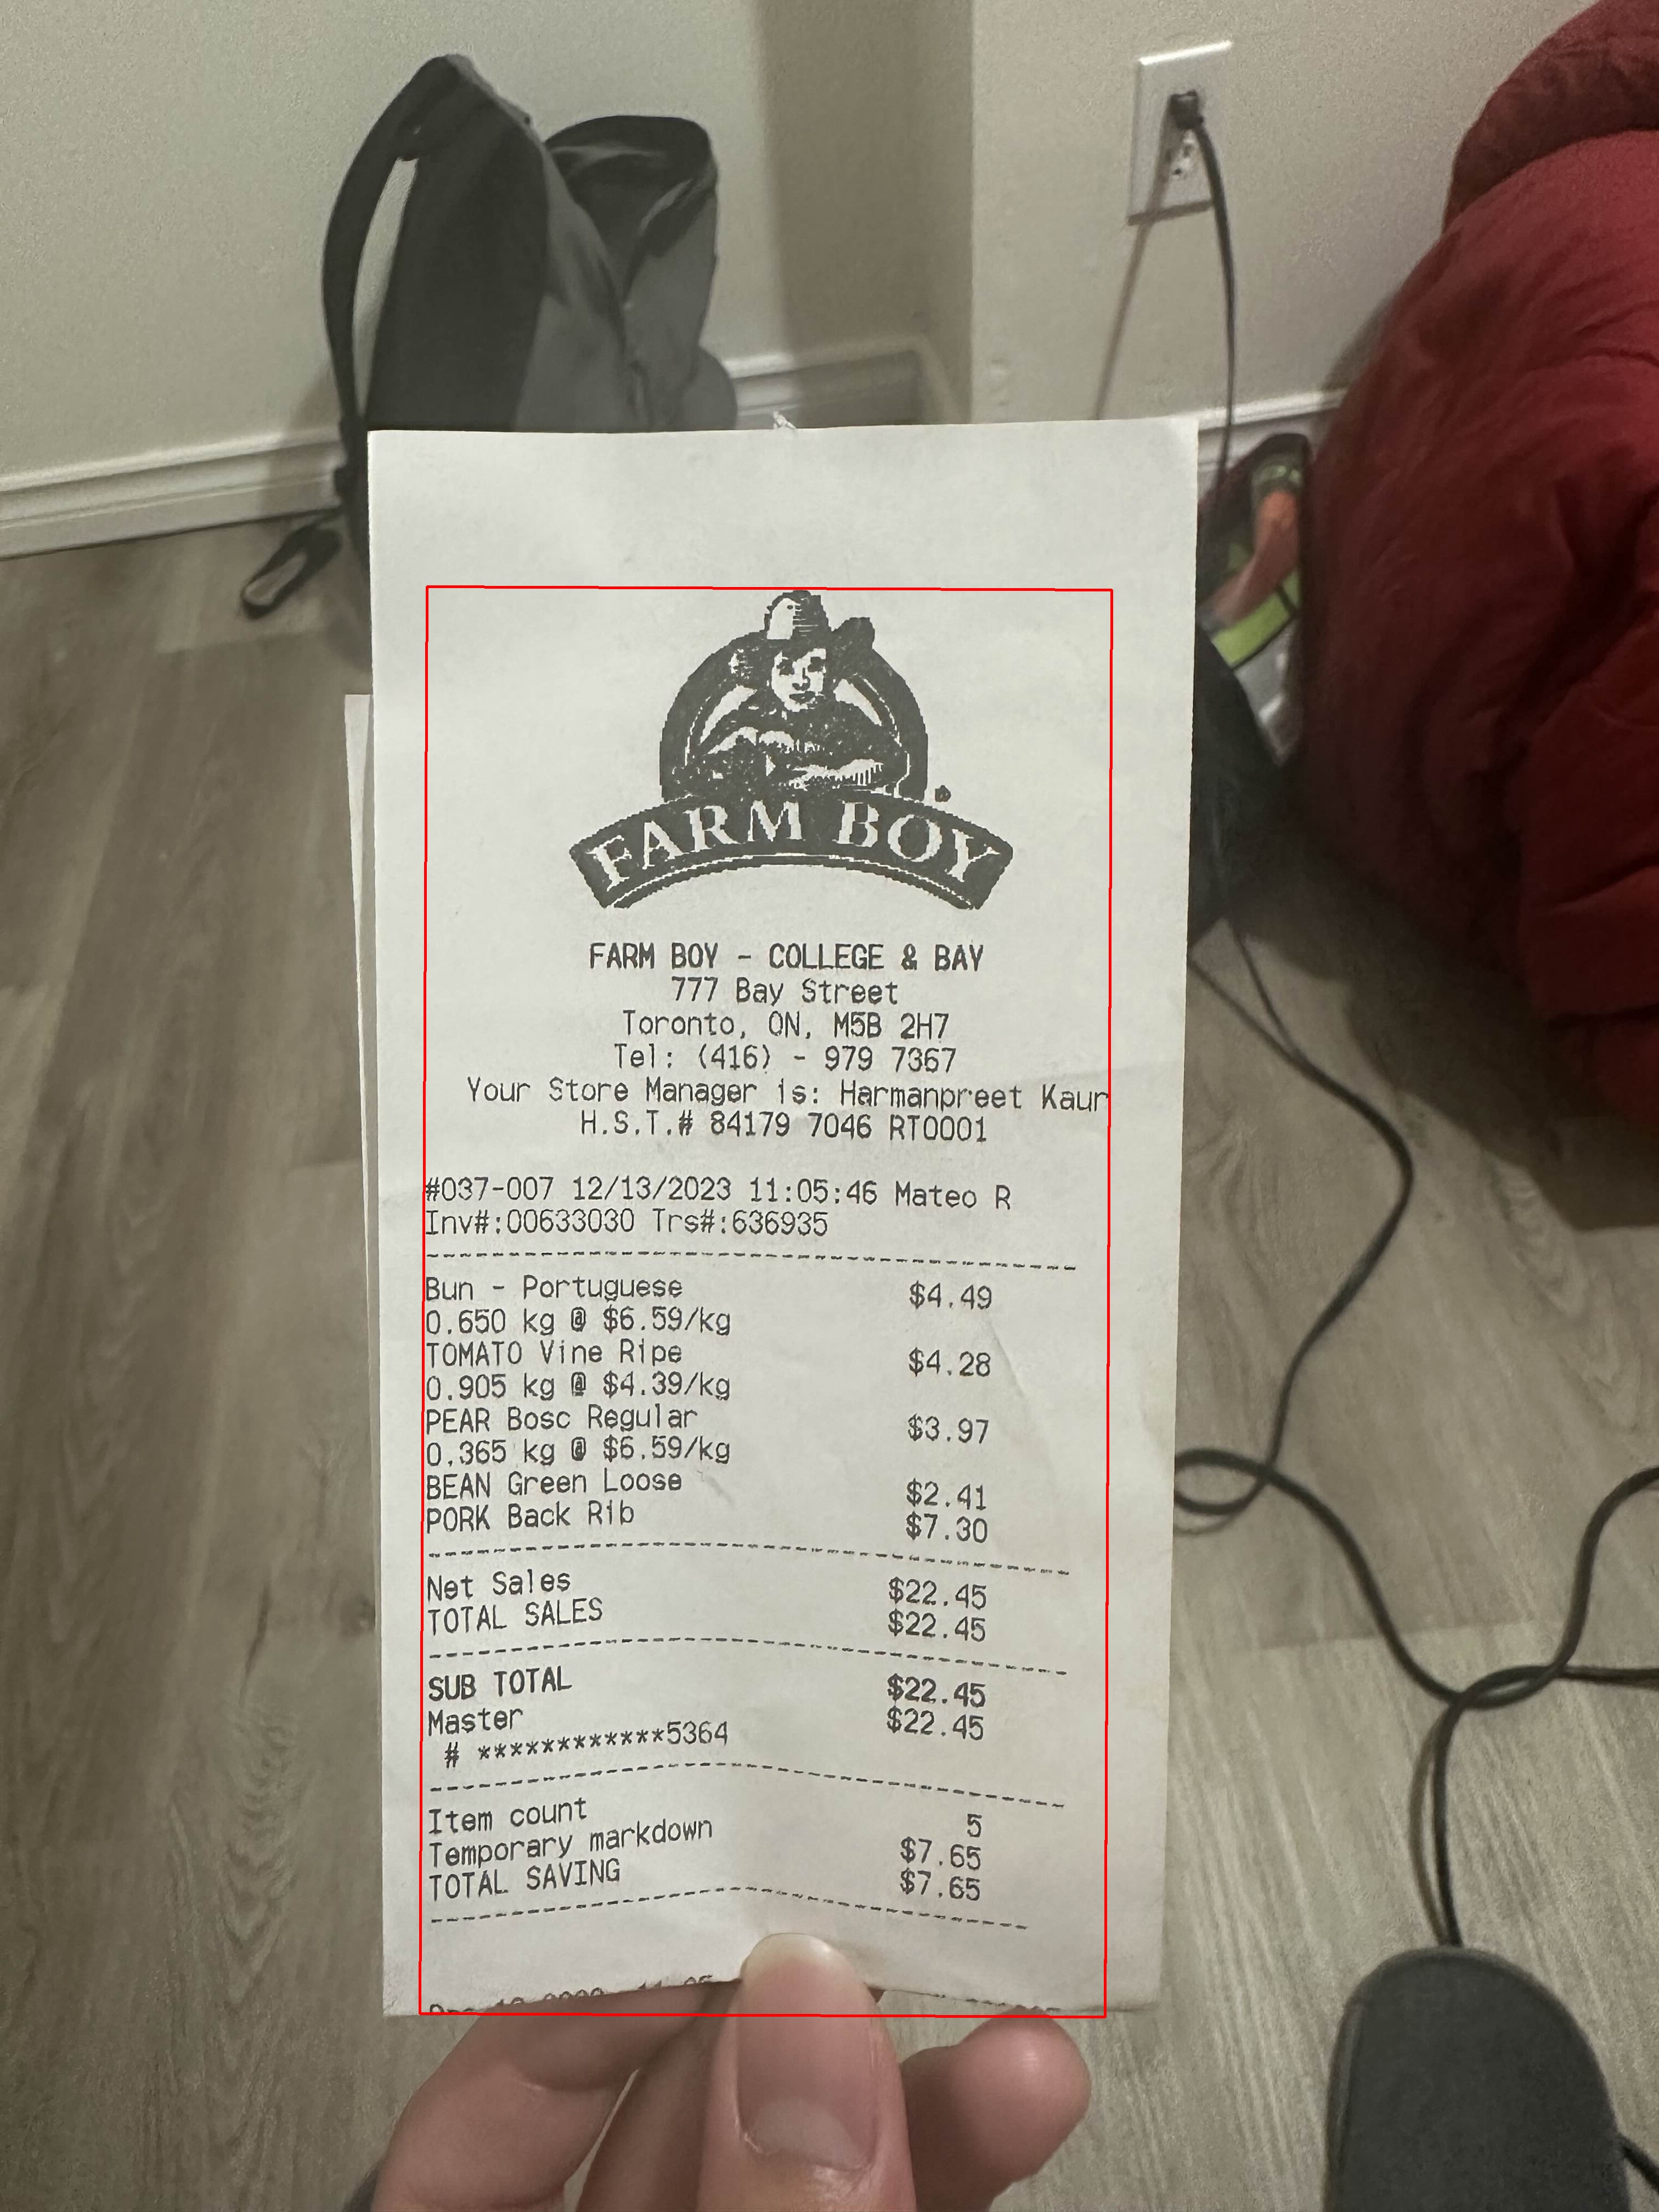 FARM BOY
FARM BOY - COLLEGE & BAY
777 Bay Street
Toronto, ON, M5B 2H7
Tel: (416) - 979 7367
Your Store Manager is: Harmanpreet Kaur
H.S.T.# 84179 7046 RT0001
#037-007 12/13/2023 11:05:46 Mateo R
Inv#:00633030 Trs#:636935
Bun - Portuguese $4.49
0.650 kg @ $6.59/kg
TOMATO Vine Ripe $4.28
0.905 kg @ $4.39/kg
PEAR Bosc Regular $3.97
0.365 kg @ $6.59/kg
BEAN Green Loose $2.41
PORK Back Rib $7.30
Net Sales $22.45
TOTAL SALES $22.45
SUB TOTAL $22.45
Master $22.45
# ************5364
Item count 5
Temporary markdown $7.65
TOTAL SAVING $7.65